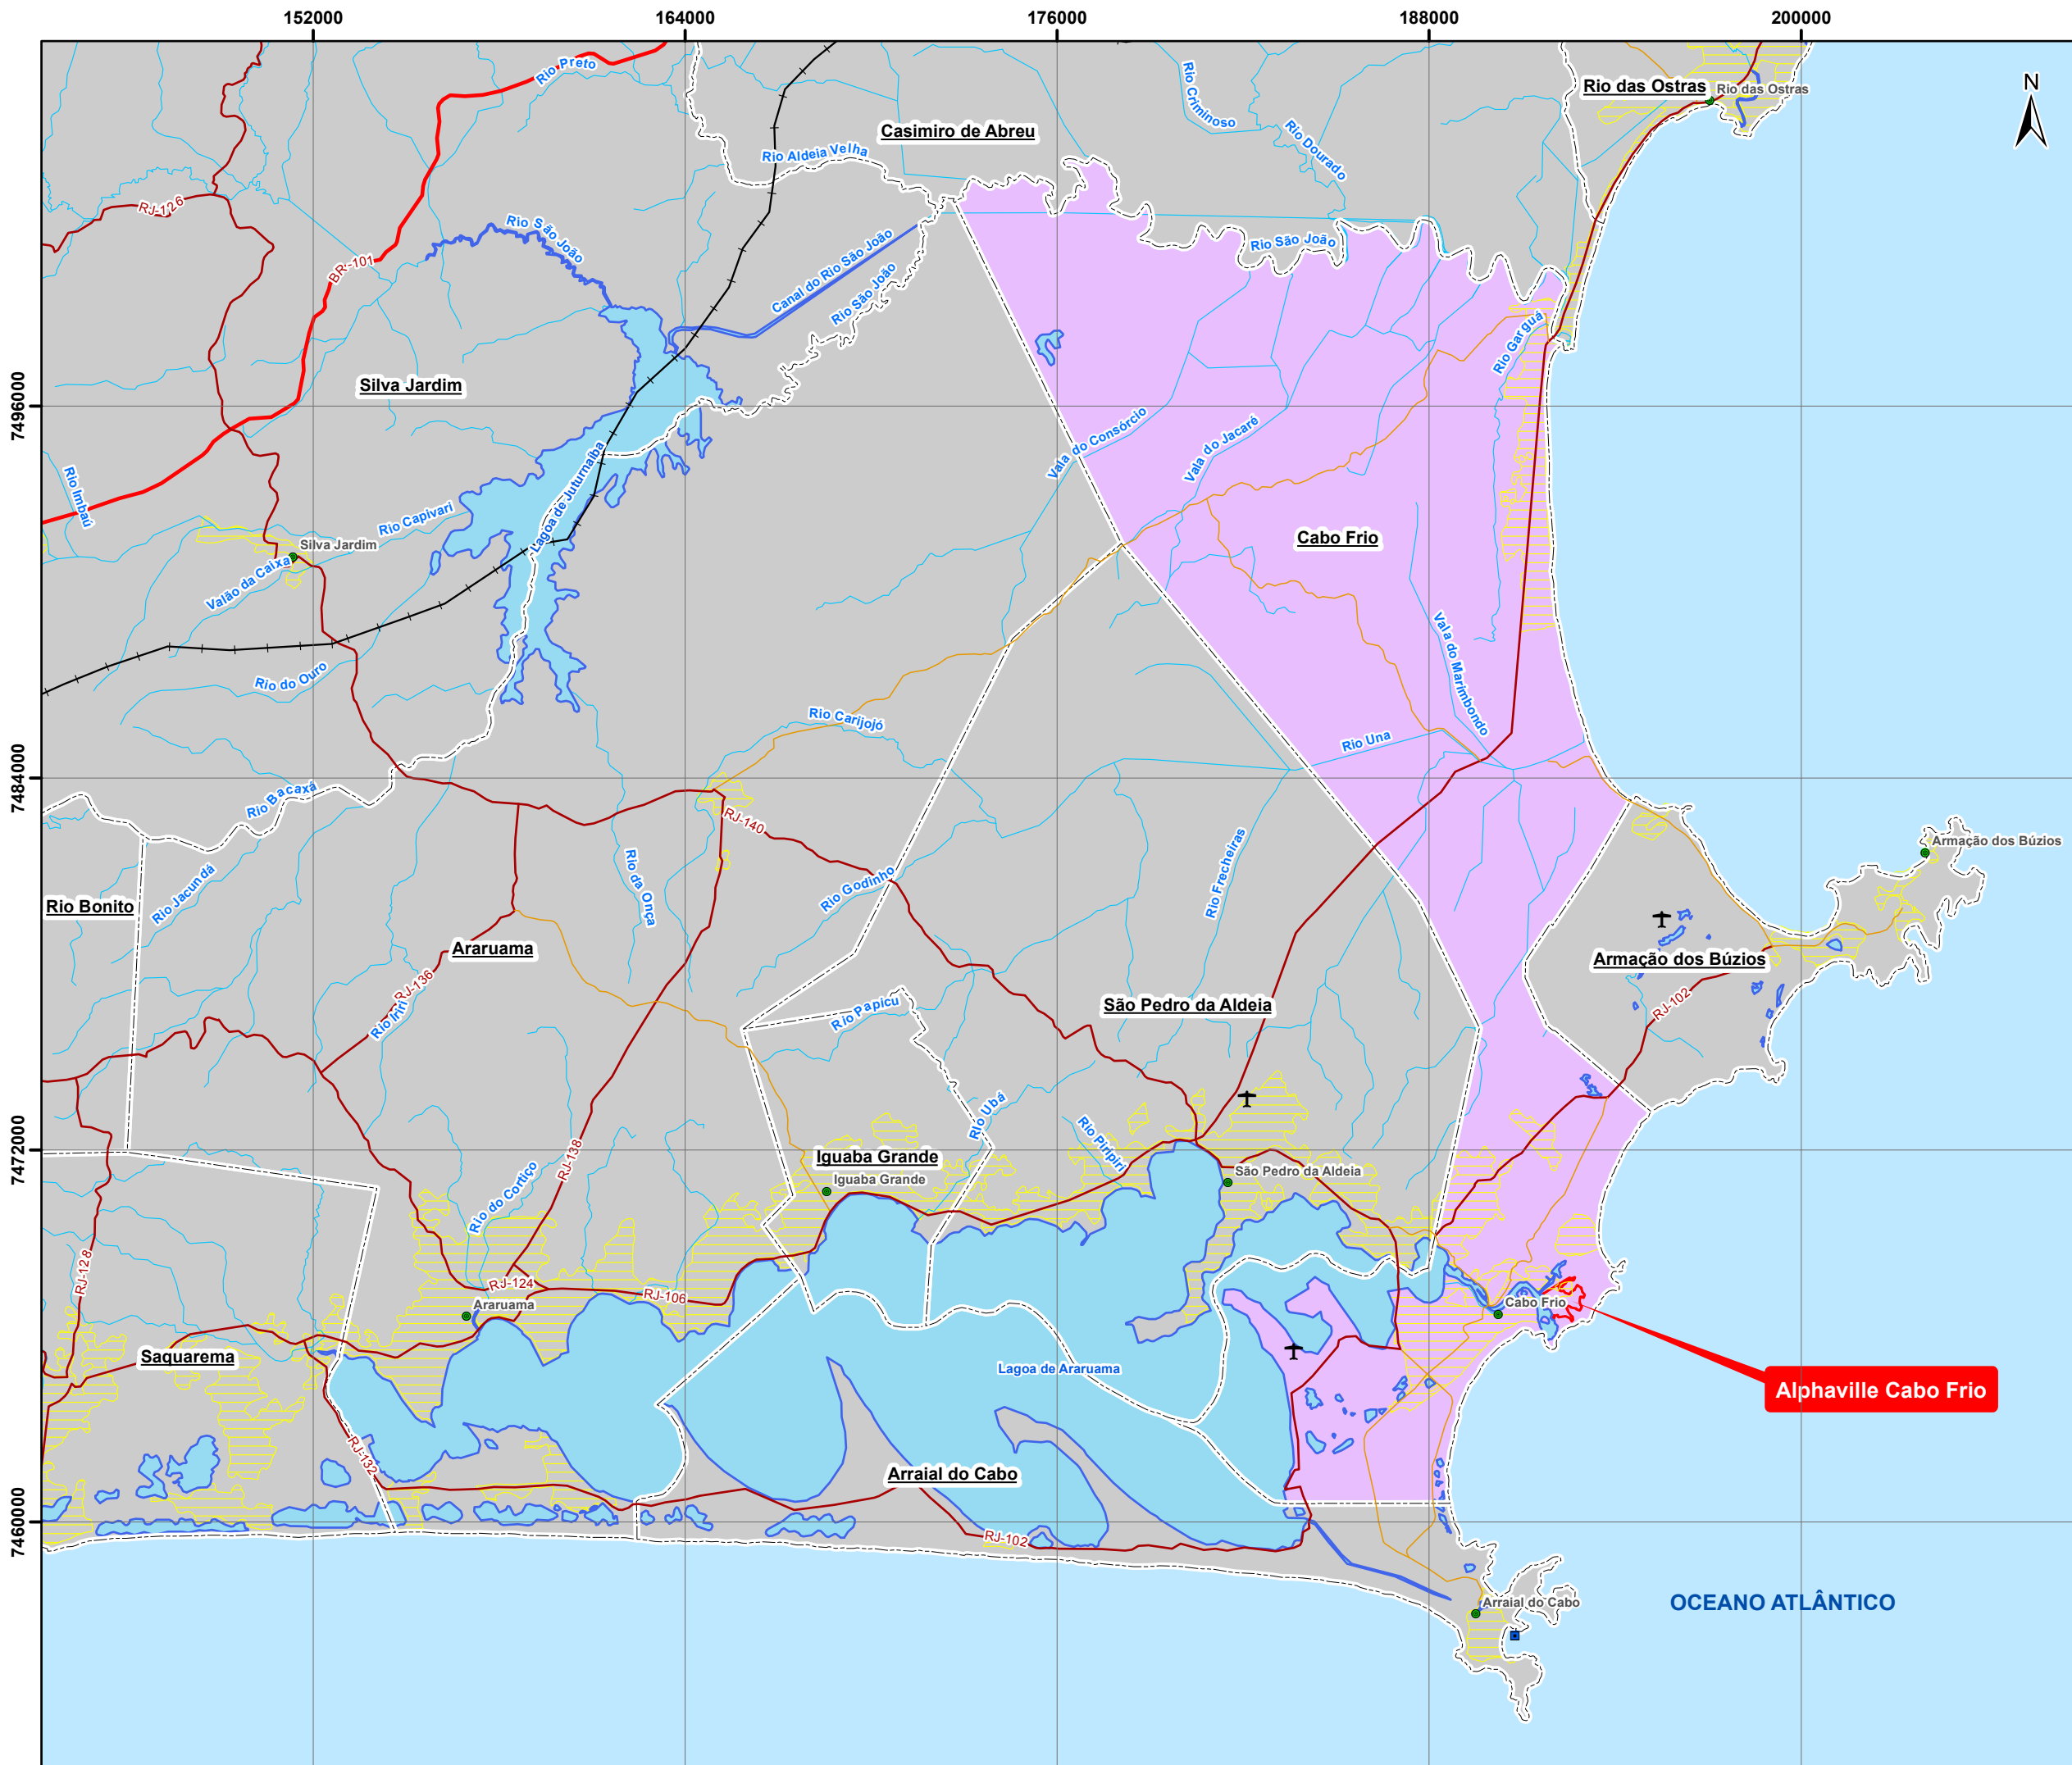 152000
164000
176000
188000
200000
N
Rio Preto
Rio Criminoso
Rio das Ostras
Rio das Ostras
Casimiro de Abreu
Rio Dourado
Rio Aldeia Velha
RJ-126
Rio São João
Canal do Rio São João
Rio São João
BR-101
Rio São João
Rio Garguá
Silva Jardim
7496000
Vala do Consórcio
Vala do Jacaré
Lagoa de Juturnaíba
Rio Imbaú
Rio Capivari
Cabo Frio
Silva Jardim
Valão da Caixa
Vala do Marimbondo
Rio do Ouro
Rio Carijojó
Rio Una
7484000
Rio Bacaxá
RJ-140
Armação dos Búzios
Rio da Onça
Rio Frecheiras
Rio Godinho
Rio Jacundá
Rio Bonito
Araruama
Armação dos Búzios
RJ-136
Rio Iriri
São Pedro da Aldeia
RJ-102
Rio Papicu
Rio Ubá
Rio Piripiri
7472000
RJ-138
Iguaba Grande
Iguaba Grande
São Pedro da Aldeia
Rio do Cortiço
RJ-128
RJ-124
RJ-106
Araruama
Cabo Frio
Saquarema
Lagoa de Araruama
Alphaville Cabo Frio
RJ-132
Arraial do Cabo
7460000
RJ-102
Arraial do Cabo
OCEANO ATLÂNTICO